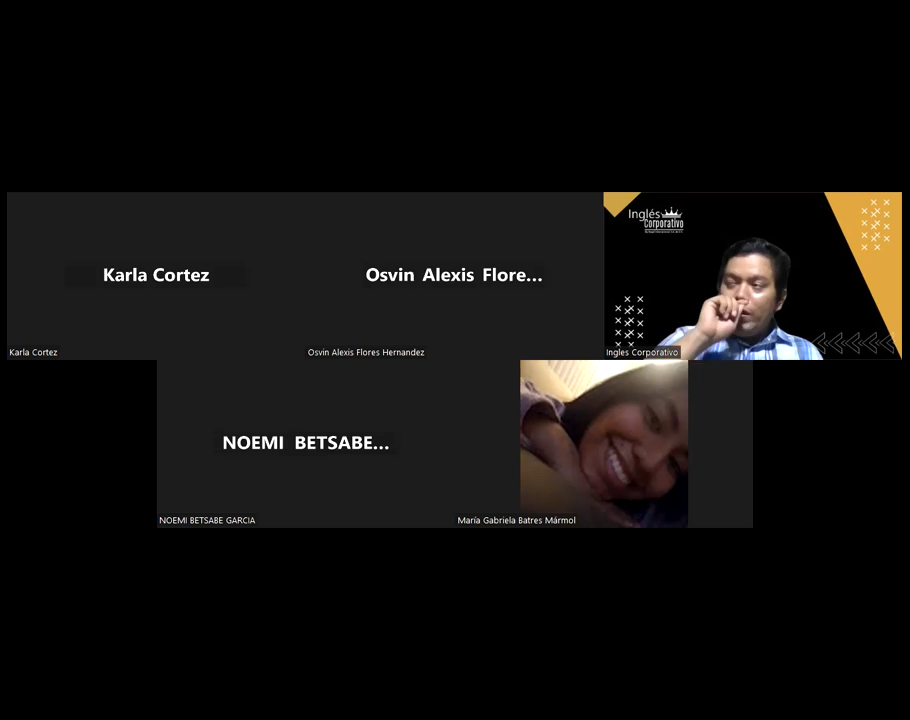 Karla Cortez
Karla Cortez
Osvin Alexis Flore...
Osvin Alexis Flores Hernandez
Inglés
Corporativo
Ingles Corporativo
NOEMI BETSABE...
NOEMI BETSABE GARCIA
María Gabriela Batres Mármol